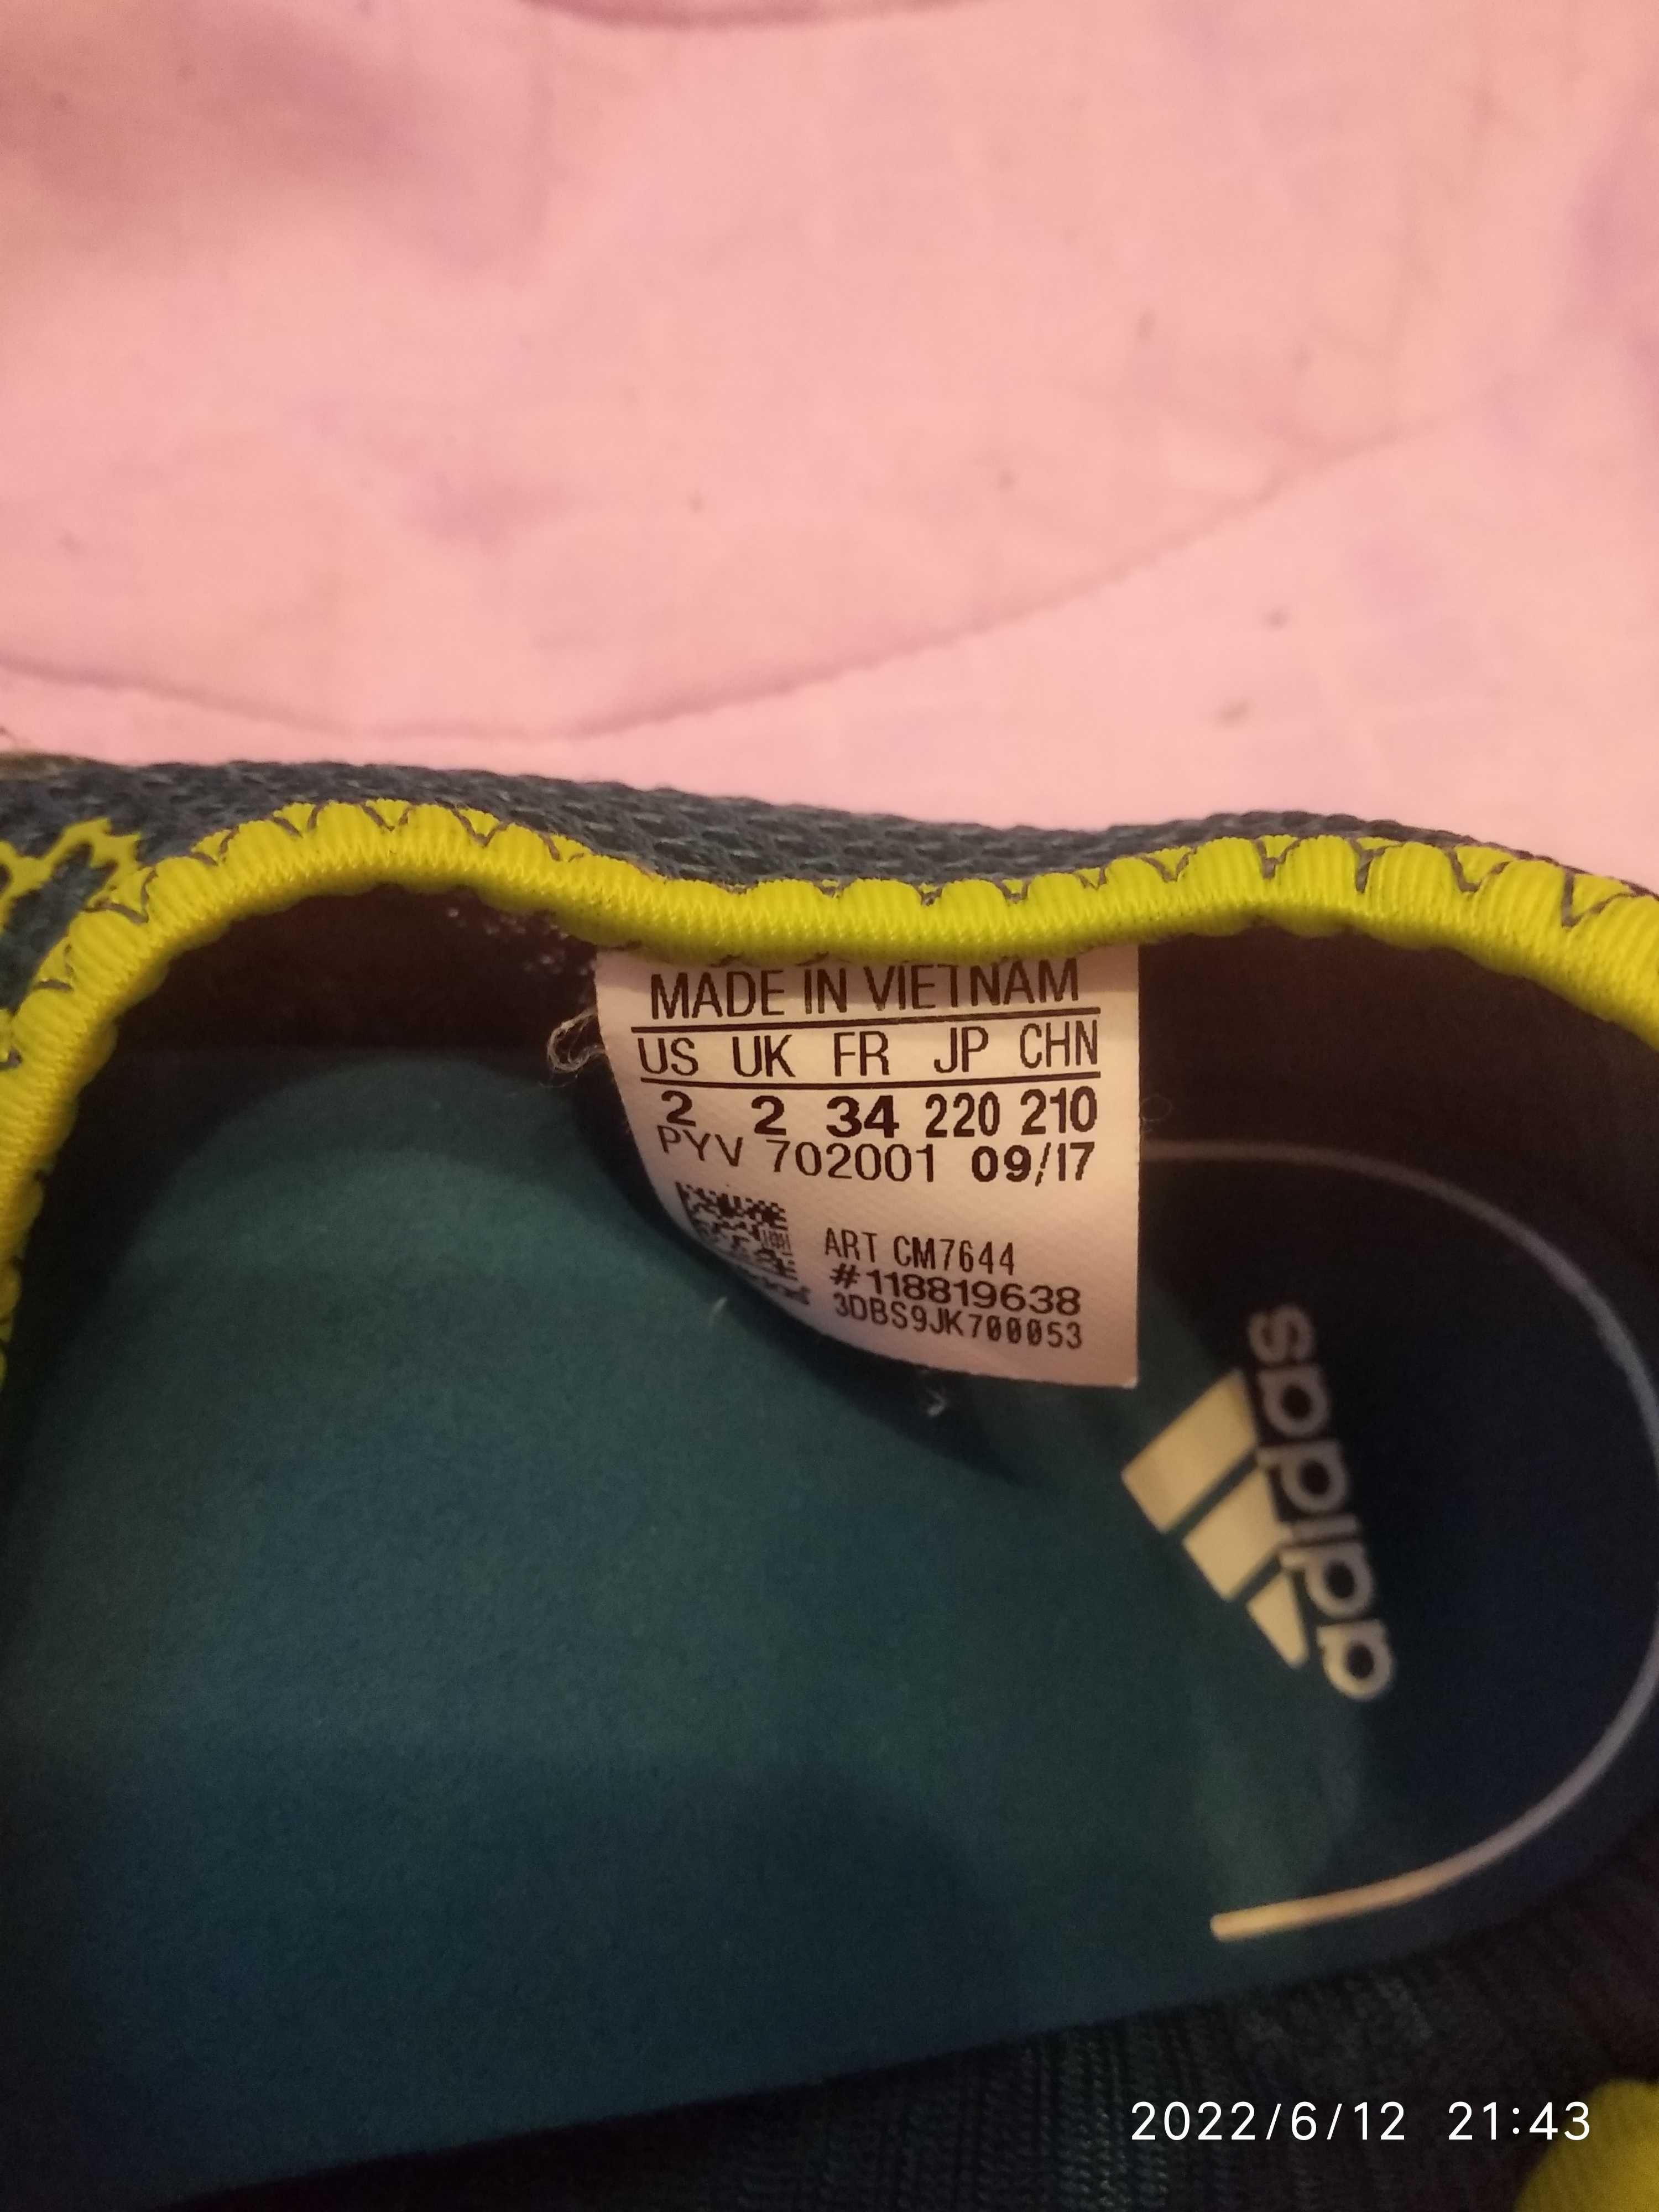 MADE IN VIETNAM
US UK FR JP CHN
2 2 34 220 210
PYV 702001 09/17
ART CM7644
#118819638
3DBS9JK700053
adidas
2022/6/12 21:43